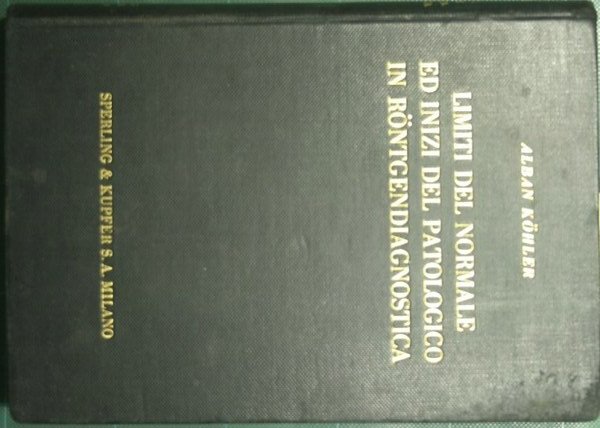 ALBAN KÖHLER
LIMITI DEL NORMALE
ED INIZI DEL PATOLOGICO
IN RÖNTGENDIAGNOSTICA
SPERLING & KUPFER S. A. MILANO